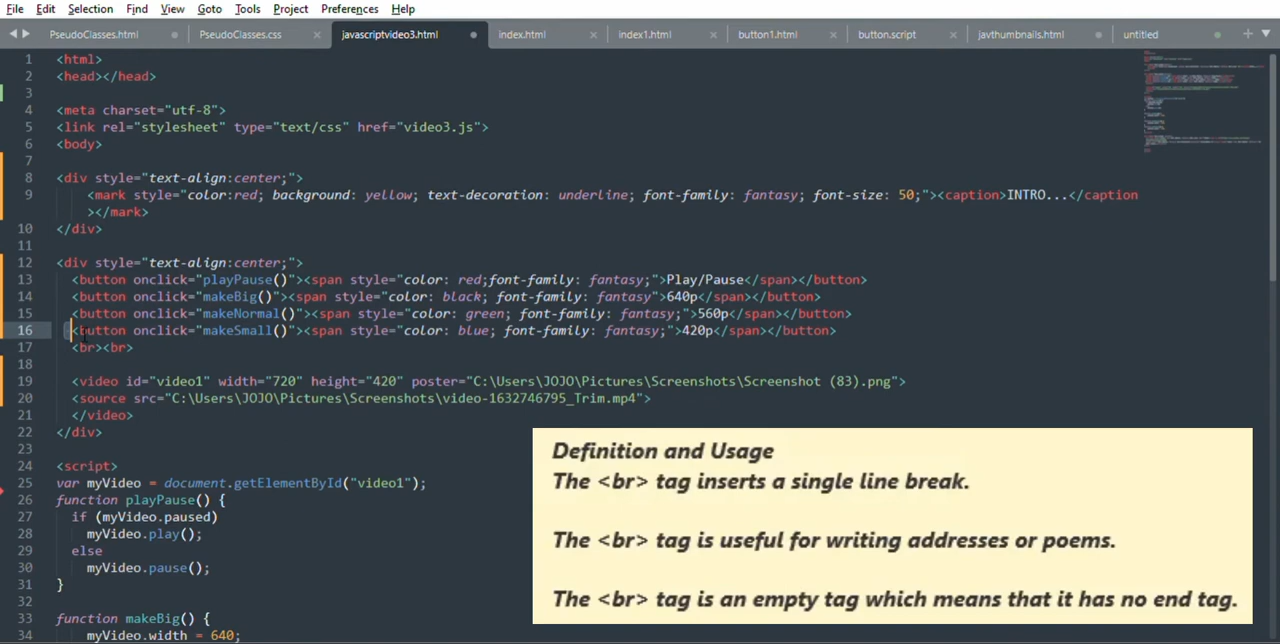 File Edit Selection Find View Goto Tools Project Preferences Help
PseudoClasses.html PseudoClasses.css javascriptvideo3.html index.html index1.html button1.html button.script javthumbnails.html untitled
1 <html>
2 <head></head>
3
4 <meta charset="utf-8">
5 <link rel="stylesheet" type="text/css" href="video3.js">
6 <body>
7
8 <div style="text-align:center;">
9 <mark style="color:red; background: yellow; text-decoration: underline; font-family: fantasy; font-size: 50;"><caption>INTRO...</caption
></mark>
10 </div>
11
12 <div style="text-align:center;">
13 <button onclick="playPause()"><span style="color: red;font-family: fantasy;">Play/Pause</span></button>
14 <button onclick="makeBig()"><span style="color: black; font-family: fantasy">640p</span></button>
15 <button onclick="makeNormal()"><span style="color: green; font-family: fantasy;">560p</span></button>
16 <button onclick="makeSmall()"><span style="color: blue; font-family: fantasy;">420p</span></button>
17 <br><br>
18
19 <video id="video1" width="720" height="420" poster="C:\Users\JOJO\Pictures\Screenshots\Screenshot (83).png">
20 <source src="C:\Users\JOJO\Pictures\Screenshots\video-1632746795_Trim.mp4">
21 </video>
22 </div>
23
24 <script>
25 var myVideo = document.getElementById("video1");
26 function playPause() {
27 if (myVideo.paused)
28 myVideo.play();
29 else
30 myVideo.pause();
31 }
32
33 function makeBig() {
34 myVideo.width = 640;
Definition and Usage
The <br> tag inserts a single line break.
The <br> tag is useful for writing addresses or poems.
The <br> tag is an empty tag which means that it has no end tag.